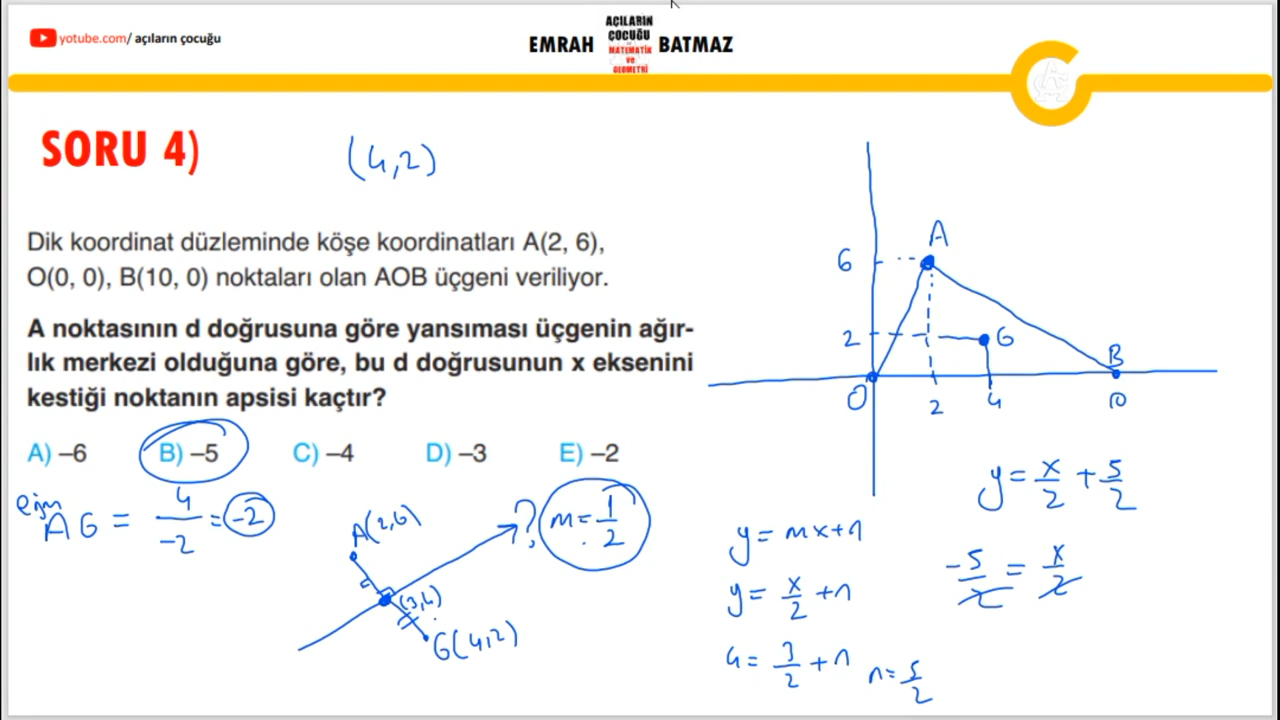 yotube.com/ açıların çocuğu
EMRAH
AÇILARIN
ÇOCUĞU
MATEMATİK
ve
GEOMETRİ
BATMAZ
SORU 4)
(4,2)
Dik koordinat düzleminde köşe koordinatları A(2, 6),
O(0, 0), B(10, 0) noktaları olan AOB üçgeni veriliyor.
A noktasının d doğrusuna göre yansıması üçgenin ağır-
lık merkezi olduğuna göre, bu d doğrusunun x eksenini
kestiği noktanın apsisi kaçtır?
A) –6 B) –5 C) –4 D) –3 E) –2
eğim AG = 4/-2 = -2
A(2,6)
(3,4)
G(4,2)
?
m = 1/2
A
6
2
G
B
O
2
4
10
y = mx+n
y = x/2 + n
4 = 3/2 + n
n = 5/2
y = x/2 + 5/2
-5/2 = x/2